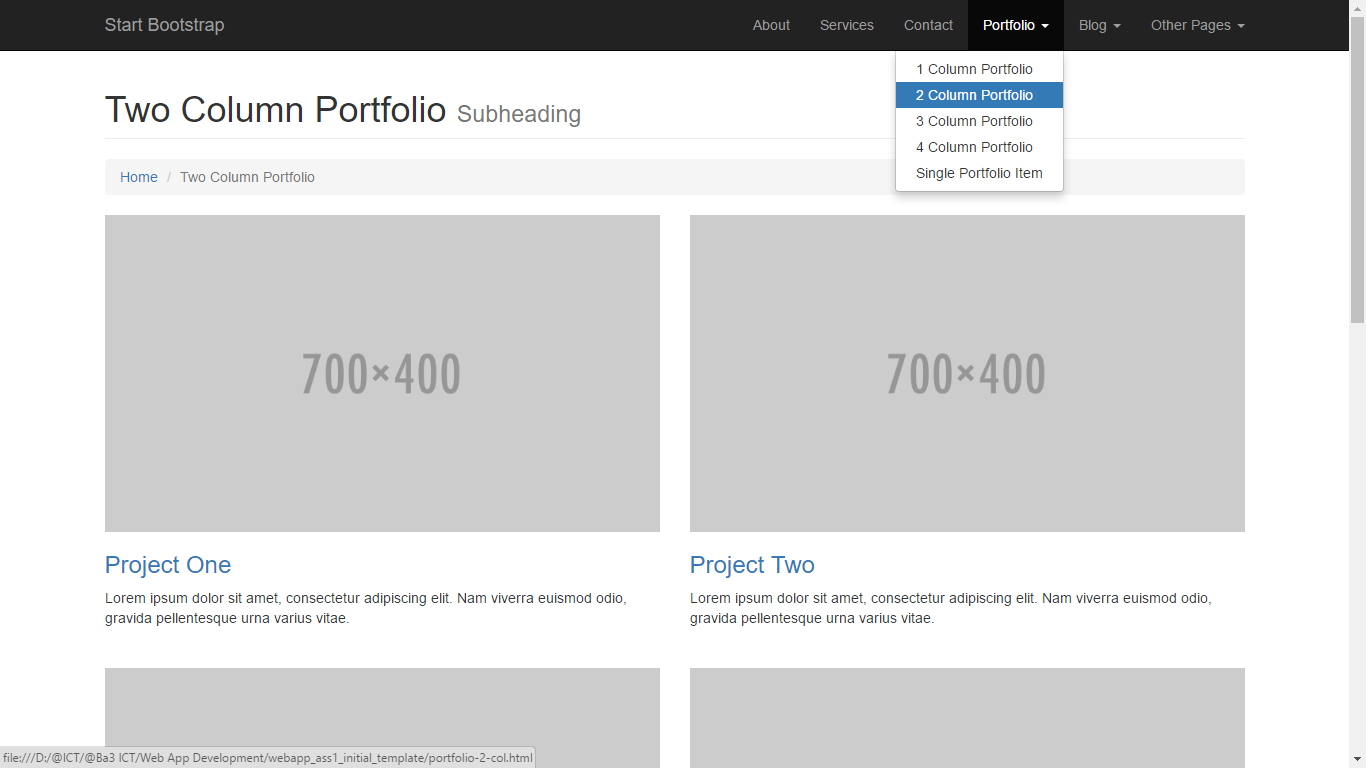 Start Bootstrap About Services Contact Portfolio Blog Other Pages
1 Column Portfolio
2 Column Portfolio
3 Column Portfolio
4 Column Portfolio
Single Portfolio Item
Two Column Portfolio Subheading
Home / Two Column Portfolio
700×400 700×400
Project One
Lorem ipsum dolor sit amet, consectetur adipiscing elit. Nam viverra euismod odio,
gravida pellentesque urna varius vitae.
Project Two
Lorem ipsum dolor sit amet, consectetur adipiscing elit. Nam viverra euismod odio,
gravida pellentesque urna varius vitae.
file:///D:/@ICT/@Ba3 ICT/Web App Development/webapp_ass1_initial_template/portfolio-2-col.html